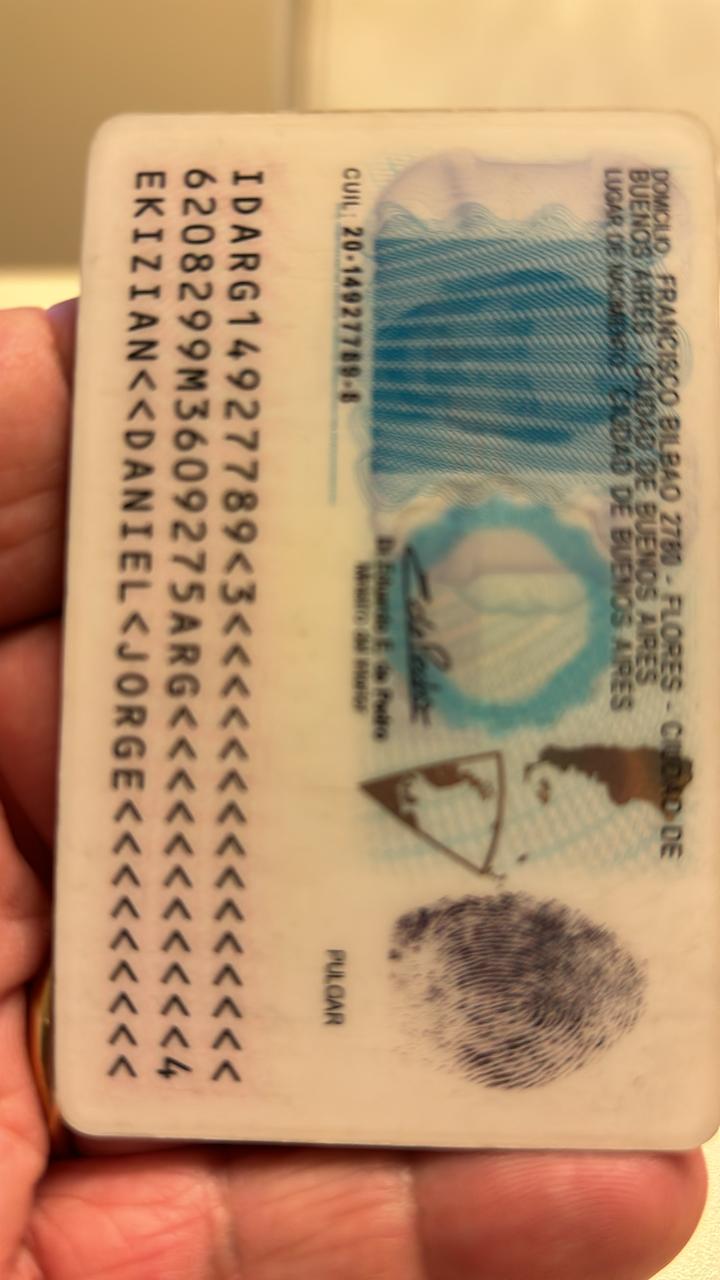 DOMICILIO: FRANCISCO BILBAO 2780 - FLORES - CIUDAD DE
BUENOS AIRES - CIUDAD DE BUENOS AIRES
LUGAR DE NACIMIENTO: CIUDAD DE BUENOS AIRES
CUIL: 20-14927789-8
Dr. Eduardo E. de Pedro
Ministro del Interior
PULGAR
IDARG14927789<3<<<<<<<<<<<<<<<
6208299M3609275ARG<<<<<<<<<<<4
EKIZIAN<<DANIEL<JORGE<<<<<<<<<